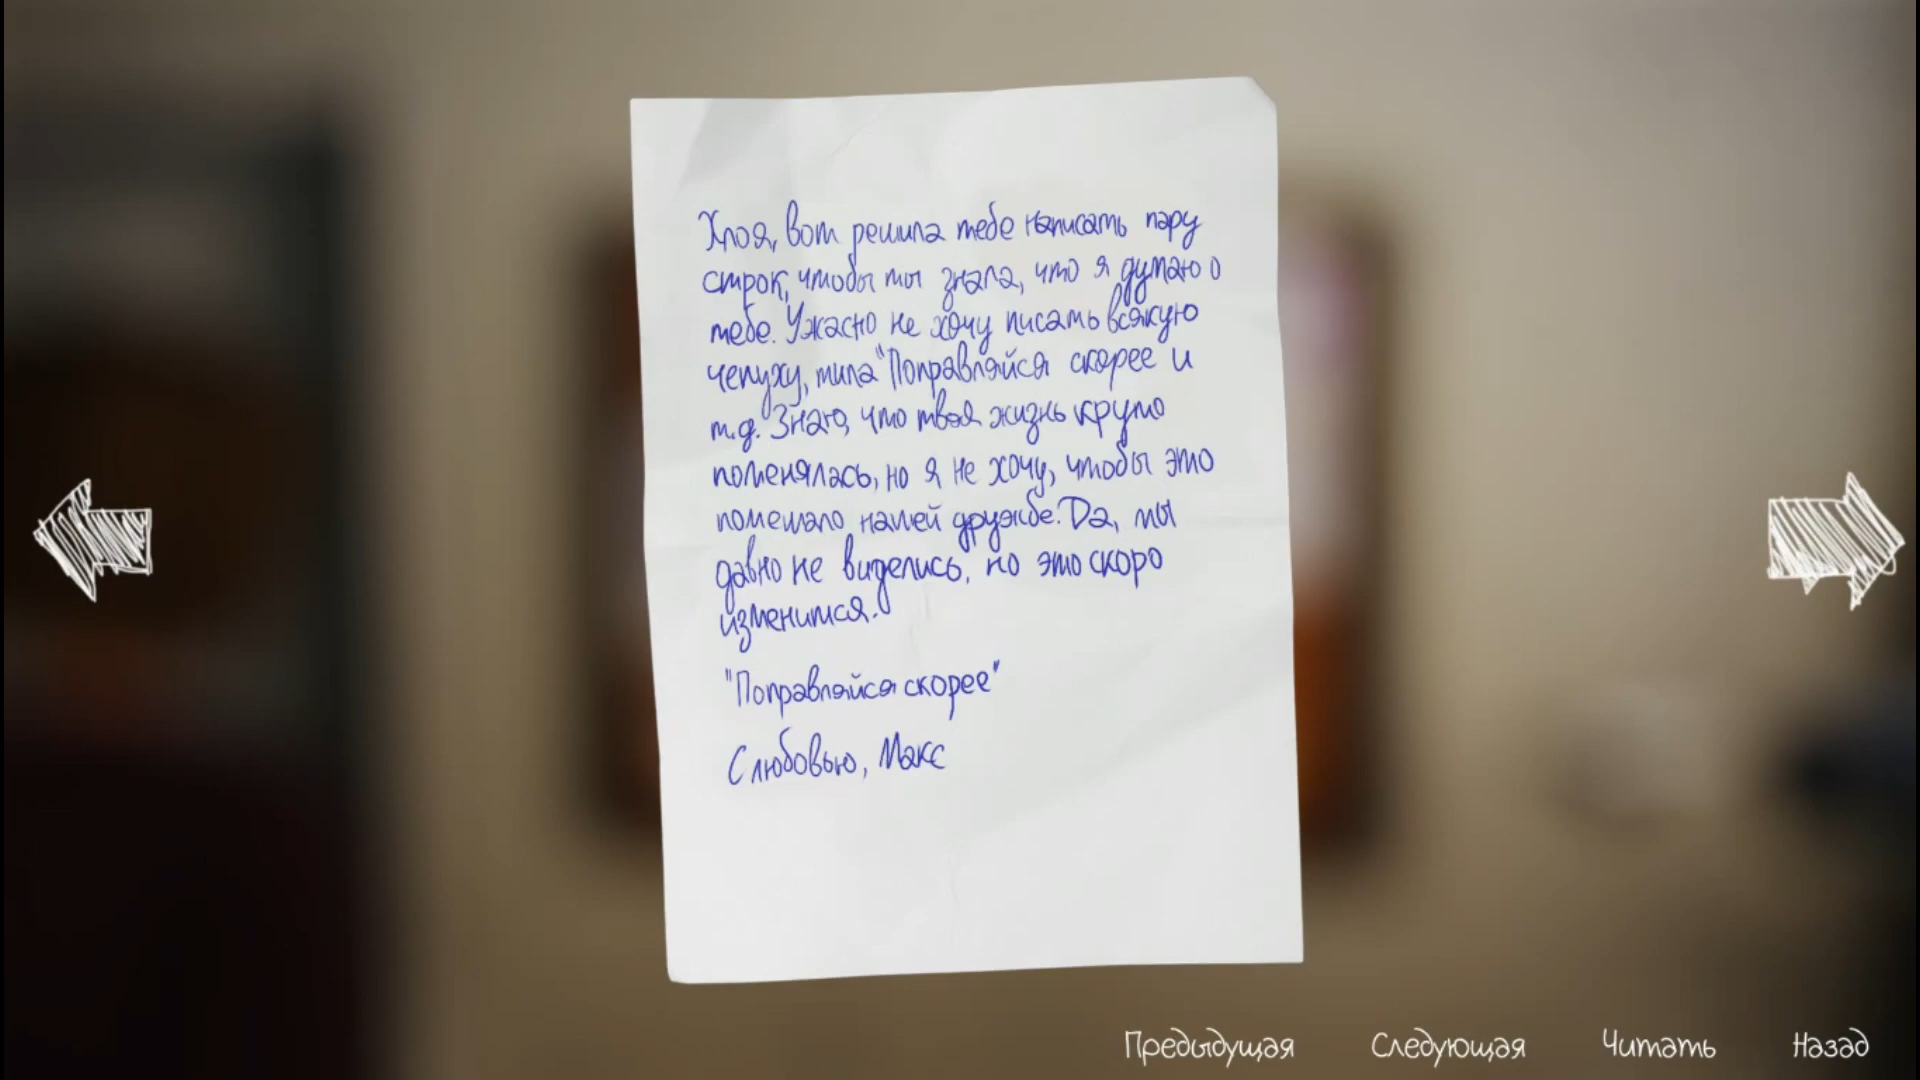 Хлоя, вот решила тебе написать пару
строк, чтобы ты знала, что я думаю о
тебе. Ужасно не хочу писать всякую
чепуху, типа "Поправляйся скорее и
т.д. Знаю, что твоя жизнь круто
поменялась, но я не хочу, чтобы это
помешало нашей дружбе. Да, мы
давно не виделись, но это скоро
изменится.
"Поправляйся скорее"
С любовью, Макс
Предыдущая Следующая Читать Назад